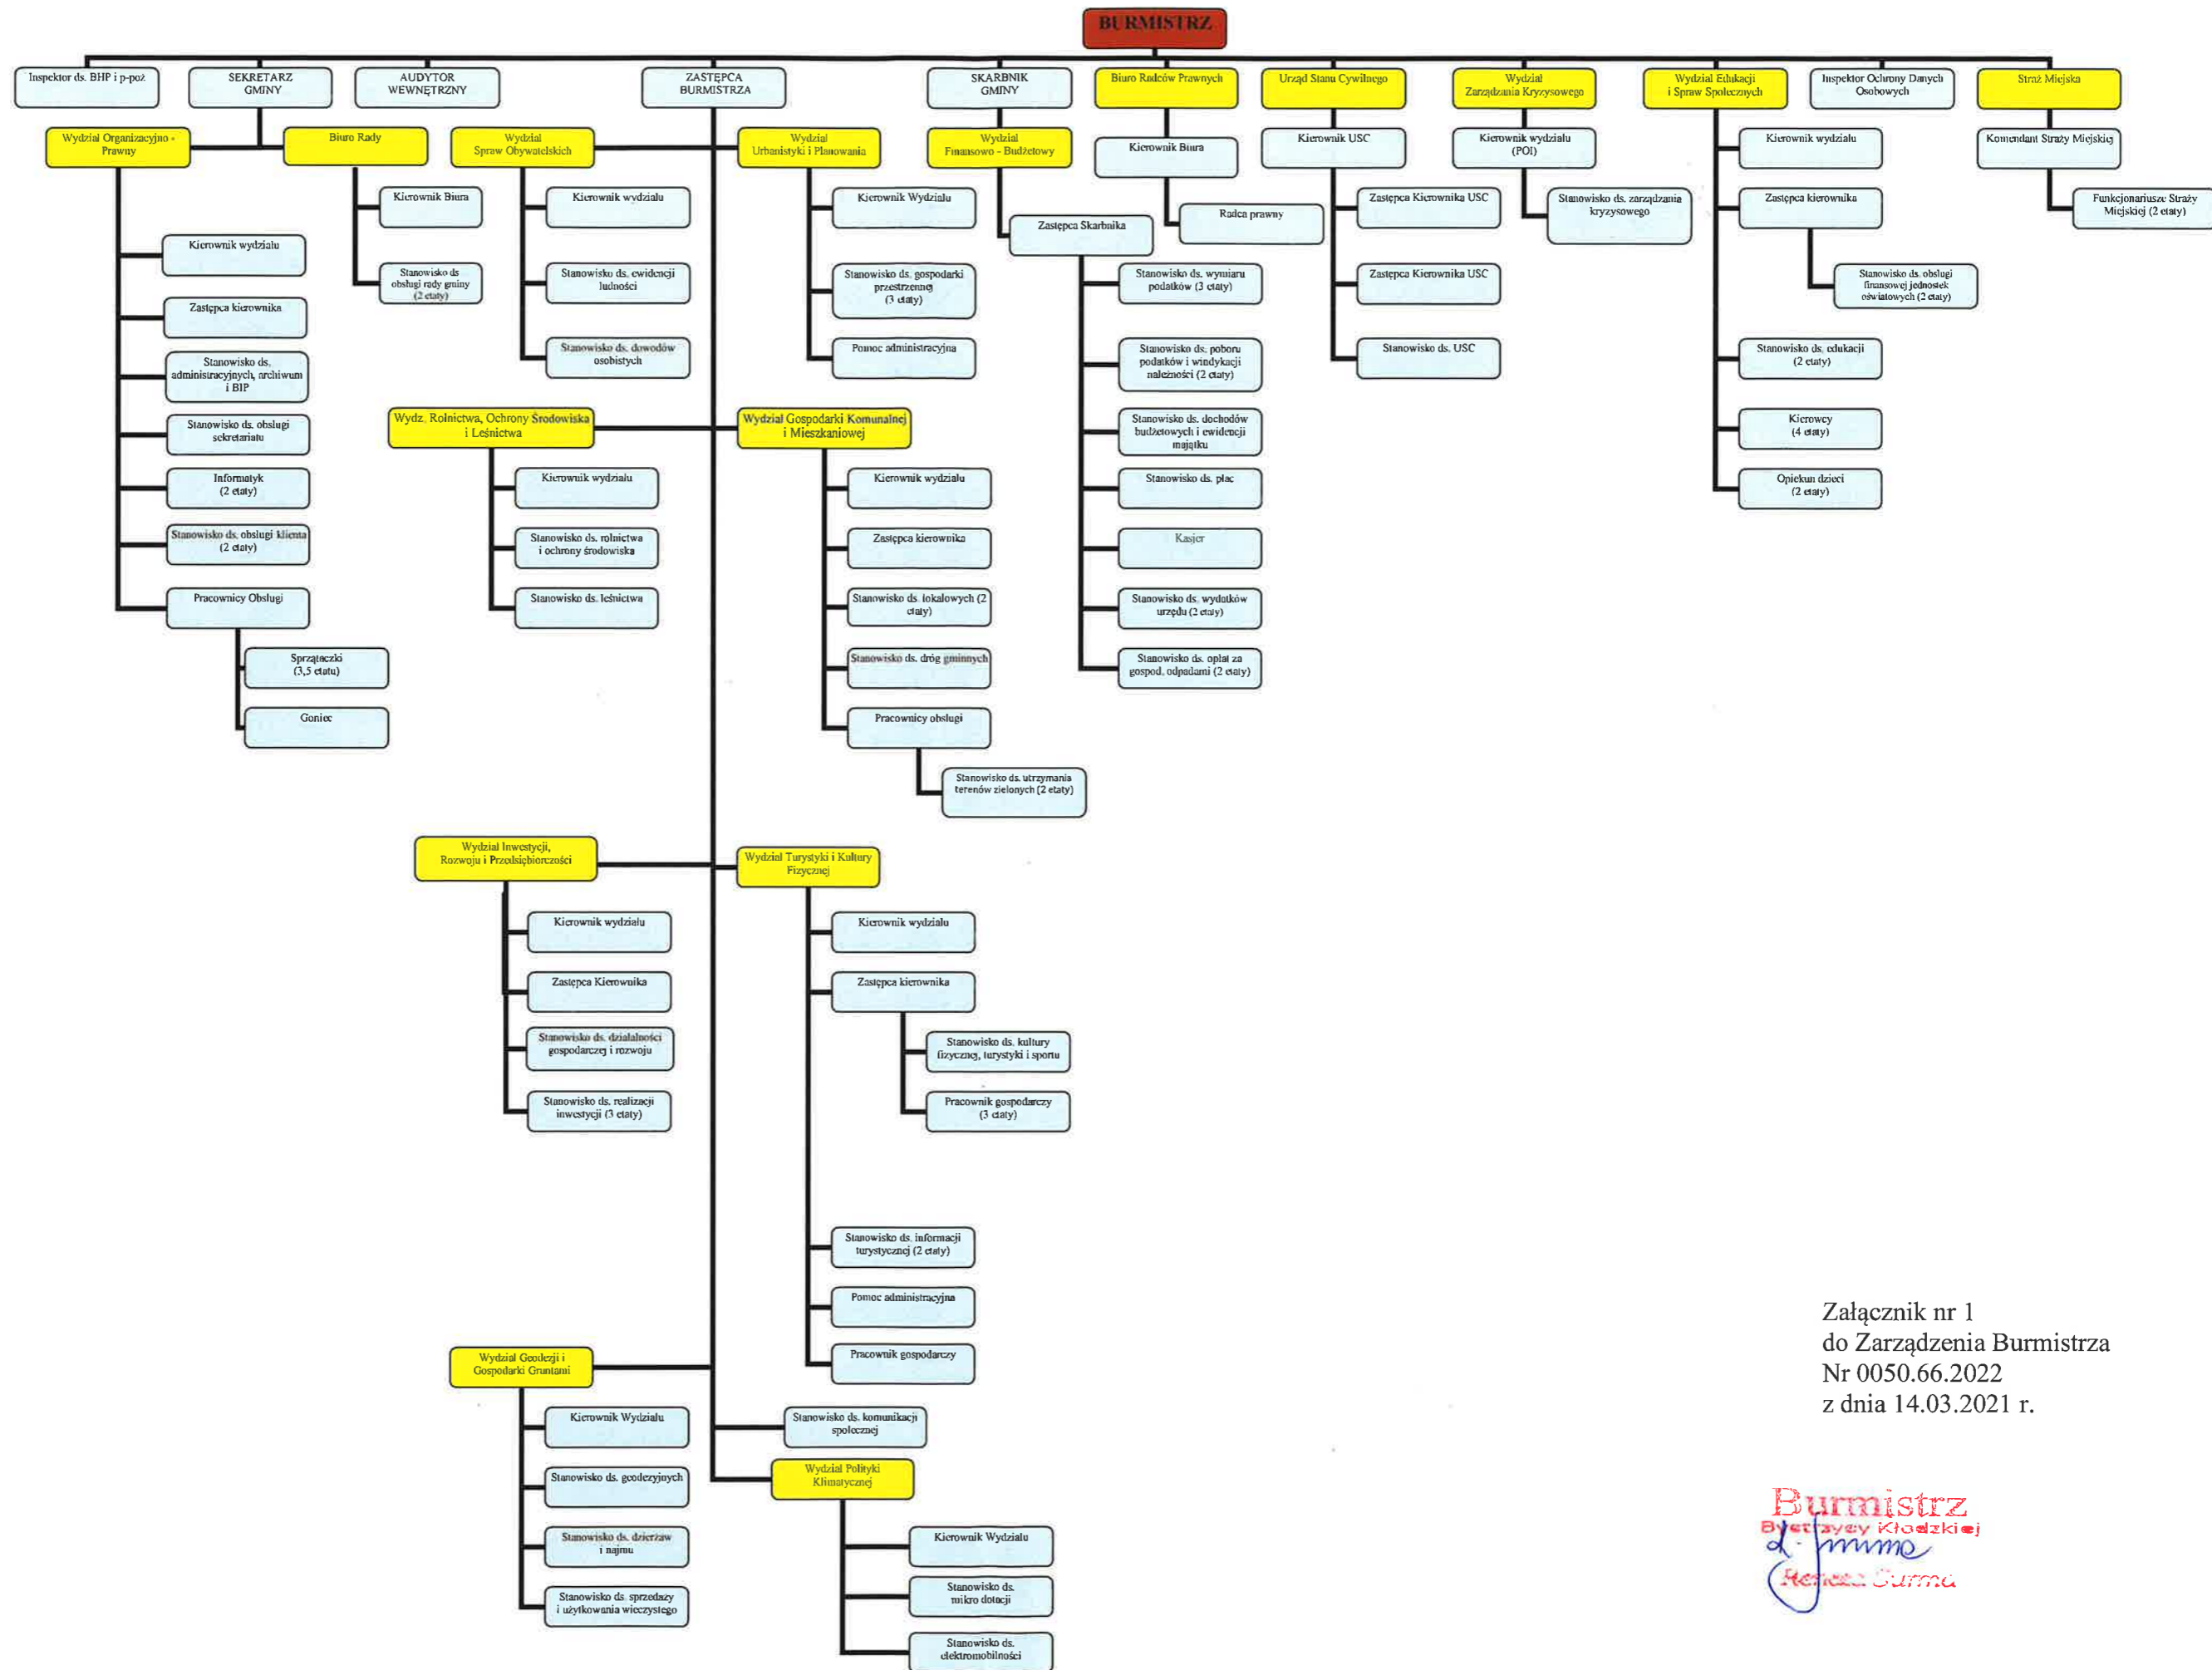 BURMISTRZ
Inspektor ds. BHP i p-poż
SEKRETARZ
GMINY
AUDYTOR
WEWNĘTRZNY
ZASTĘPCA
BURMISTRZA
SKARBNIK
GMINY
Biuro Radców Prawnych
Urząd Stanu Cywilnego
Wydział
Zarządzania Kryzysowego
Wydział Edukacji
i Spraw Społecznych
Inspektor Ochrony Danych
Osobowych
Straż Miejska
Wydział Organizacyjno -
Prawny
Biuro Rady
Wydział
Spraw Obywatelskich
Wydział
Urbanistyki i Planowania
Wydział
Finansowo - Budżetowy
Kierownik Biura
Kierownik USC
Kierownik wydziału
(POI)
Kierownik wydziału
Komendant Straży Miejskiej
Kierownik Biura
Stanowisko ds
obsługi rady gminy
(2 etaty)
Kierownik wydziału
Zastępca kierownika
Stanowisko ds.
administracyjnych, archiwum
i BIP
Stanowisko ds. obsługi
sekretariatu
Informatyk
(2 etaty)
Stanowisko ds. obsługi klienta
(2 etaty)
Pracownicy Obsługi
Sprzątaczki
(3,5 etatu)
Goniec
Kierownik wydziału
Stanowisko ds. ewidencji
ludności
Stanowisko ds. dowodów
osobistych
Kierownik Wydziału
Stanowisko ds. gospodarki
przestrzennej
(3 etaty)
Pomoc administracyjna
Zastępca Skarbnika
Stanowisko ds. wymiaru
podatków (3 etaty)
Stanowisko ds. poboru
podatków i windykacji
należności (2 etaty)
Stanowisko ds. dochodów
budżetowych i ewidencji
majątku
Stanowisko ds. płac
Kasjer
Stanowisko ds. wydatków
urzędu (2 etaty)
Stanowisko ds. opłat za
gospod. odpadami (2 etaty)
Radca prawny
Zastępca Kierownika USC
Zastępca Kierownika USC
Stanowisko ds. USC
Stanowisko ds. zarządzania
kryzysowego
Zastępca kierownika
Stanowisko ds. obsługi
finansowej jednostek
oświatowych (2 etaty)
Stanowisko ds. edukacji
(2 etaty)
Kierowcy
(4 etaty)
Opiekun dzieci
(2 etaty)
Funkcjonariusze Straży
Miejskiej (2 etaty)
Wydz. Rolnictwa, Ochrony Środowiska
i Leśnictwa
Kierownik wydziału
Stanowisko ds. rolnictwa
i ochrony środowiska
Stanowisko ds. leśnictwa
Wydział Gospodarki Komunalnej
i Mieszkaniowej
Kierownik wydziału
Zastępca kierownika
Stanowisko ds. lokalowych (2
etaty)
Stanowisko ds. dróg gminnych
Pracownicy obsługi
Stanowisko ds. utrzymania
terenów zielonych (2 etaty)
Wydział Inwestycji,
Rozwoju i Przedsiębiorczości
Kierownik wydziału
Zastępca Kierownika
Stanowisko ds. działalności
gospodarczej i rozwoju
Stanowisko ds. realizacji
inwestycji (3 etaty)
Wydział Turystyki i Kultury
Fizycznej
Kierownik wydziału
Zastępca kierownika
Stanowisko ds. kultury
fizycznej, turystyki i sportu
Pracownik gospodarczy
(3 etaty)
Stanowisko ds. informacji
turystycznej (2 etaty)
Pomoc administracyjna
Pracownik gospodarczy
Wydział Geodezji i
Gospodarki Gruntami
Kierownik Wydziału
Stanowisko ds. geodezyjnych
Stanowisko ds. dzierżaw
i najmu
Stanowisko ds. sprzedaży
i użytkowania wieczystego
Stanowisko ds. komunikacji
społecznej
Wydział Polityki
Klimatycznej
Kierownik Wydziału
Stanowisko ds.
mikro dotacji
Stanowisko ds.
elektromobilności
Załącznik nr 1
do Zarządzenia Burmistrza
Nr 0050.66.2022
z dnia 14.03.2021 r.
Burmistrz
Bystrzycy Kłodzkiej
Surma